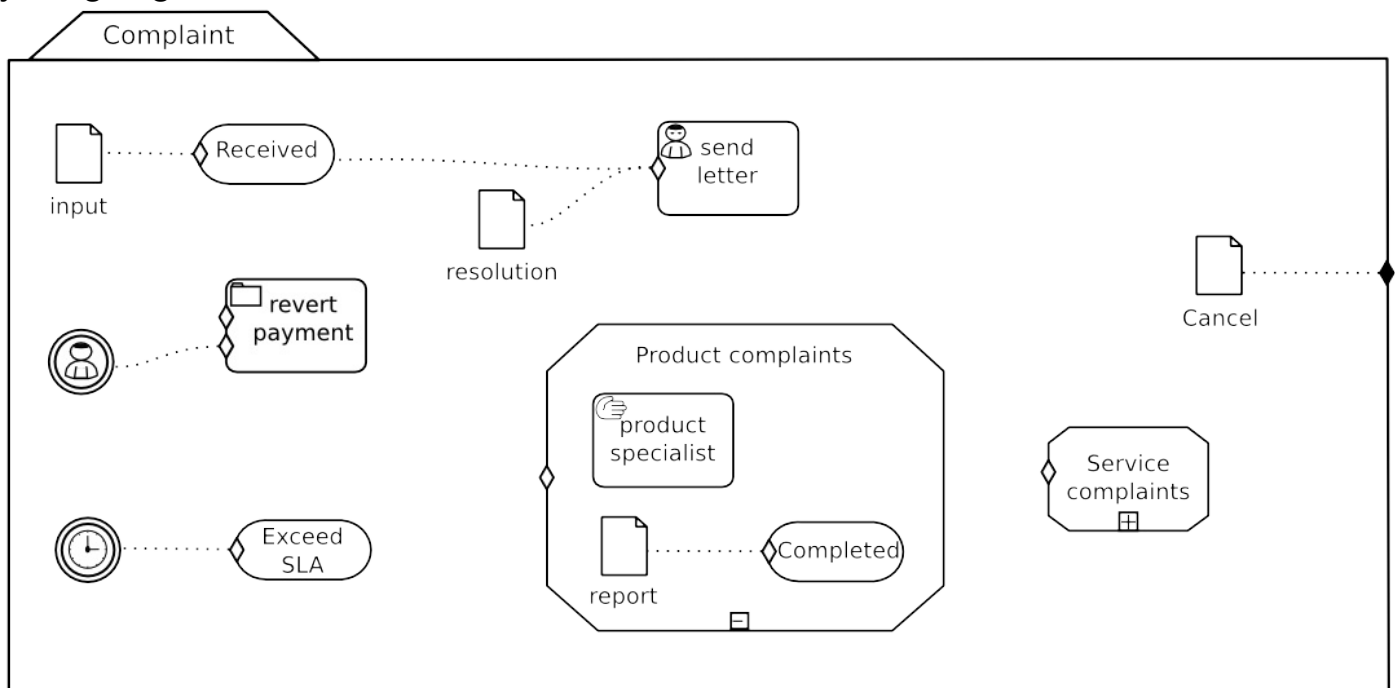 Complaint
Received
input
send
letter
resolution
Cancel
revert
payment
Product complaints
product
specialist
Service
complaints
Exceed
SLA
Completed
report